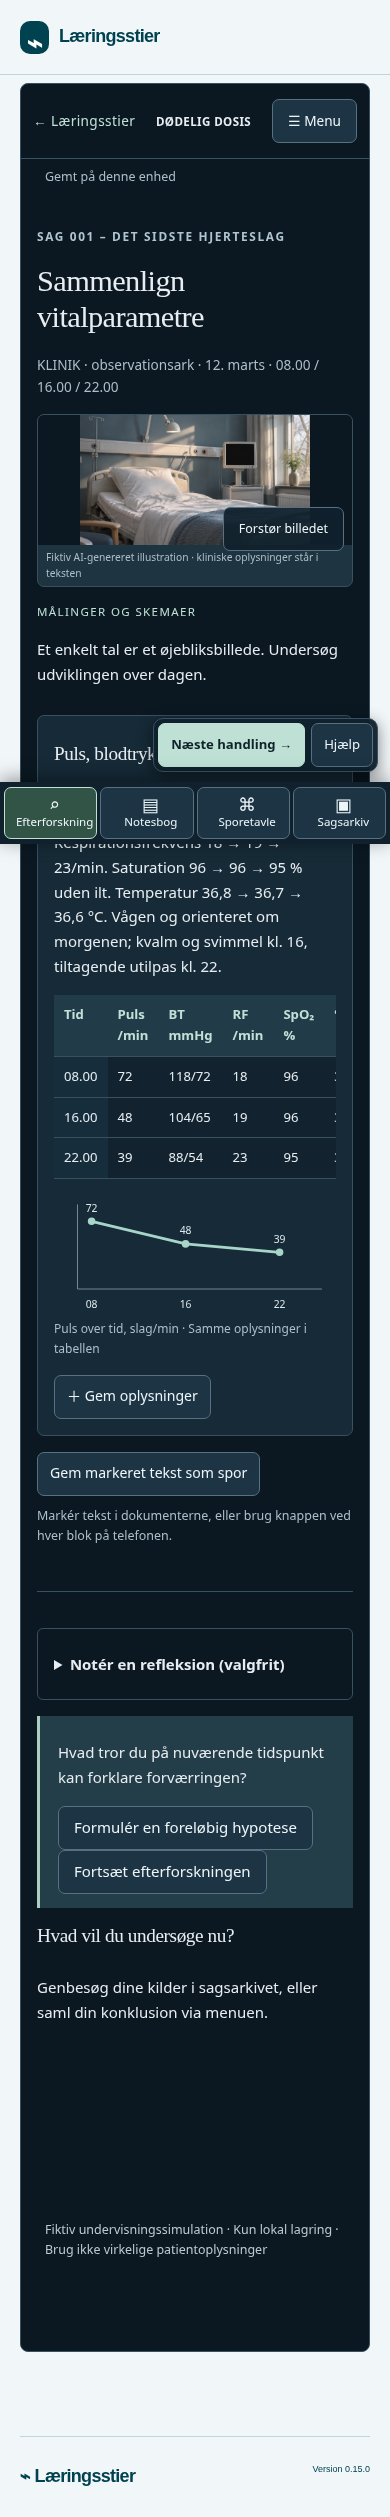 Læringsstier
← Læringsstier
DØDELIG DOSIS
☰ Menu
Gemt på denne enhed
SAG 001 – DET SIDSTE HJERTESLAG
Sammenlign
vitalparametre
KLINIK · observationsark · 12. marts · 08.00 /
16.00 / 22.00
Forstør billedet
Fiktiv AI-genereret illustration · kliniske oplysninger står i
teksten
MÅLINGER OG SKEMAER
Et enkelt tal er et øjebliksbillede. Undersøg
udviklingen over dagen.
Puls, blodtryk
Næste handling →
Hjælp
Efterforskning
Notesbog
Sporetavle
Sagsarkiv
Respirationsfrekvens 18 → 19 →
23/min. Saturation 96 → 96 → 95 %
uden ilt. Temperatur 36,8 → 36,7 →
36,6 °C. Vågen og orienteret om
morgenen; kvalm og svimmel kl. 16,
tiltagende utilpas kl. 22.
Tid Puls /min BT mmHg RF /min SpO₂ %
08.00 72 118/72 18 96
16.00 48 104/65 19 96
22.00 39 88/54 23 95
72
48
39
08 16 22
Puls over tid, slag/min · Samme oplysninger i
tabellen
＋ Gem oplysninger
Gem markeret tekst som spor
Markér tekst i dokumenterne, eller brug knappen ved
hver blok på telefonen.
▶ Notér en refleksion (valgfrit)
Hvad tror du på nuværende tidspunkt
kan forklare forværringen?
Formulér en foreløbig hypotese
Fortsæt efterforskningen
Hvad vil du undersøge nu?
Genbesøg dine kilder i sagsarkivet, eller
saml din konklusion via menuen.
Fiktiv undervisningssimulation · Kun lokal lagring ·
Brug ikke virkelige patientoplysninger
Læringsstier
Version 0.15.0